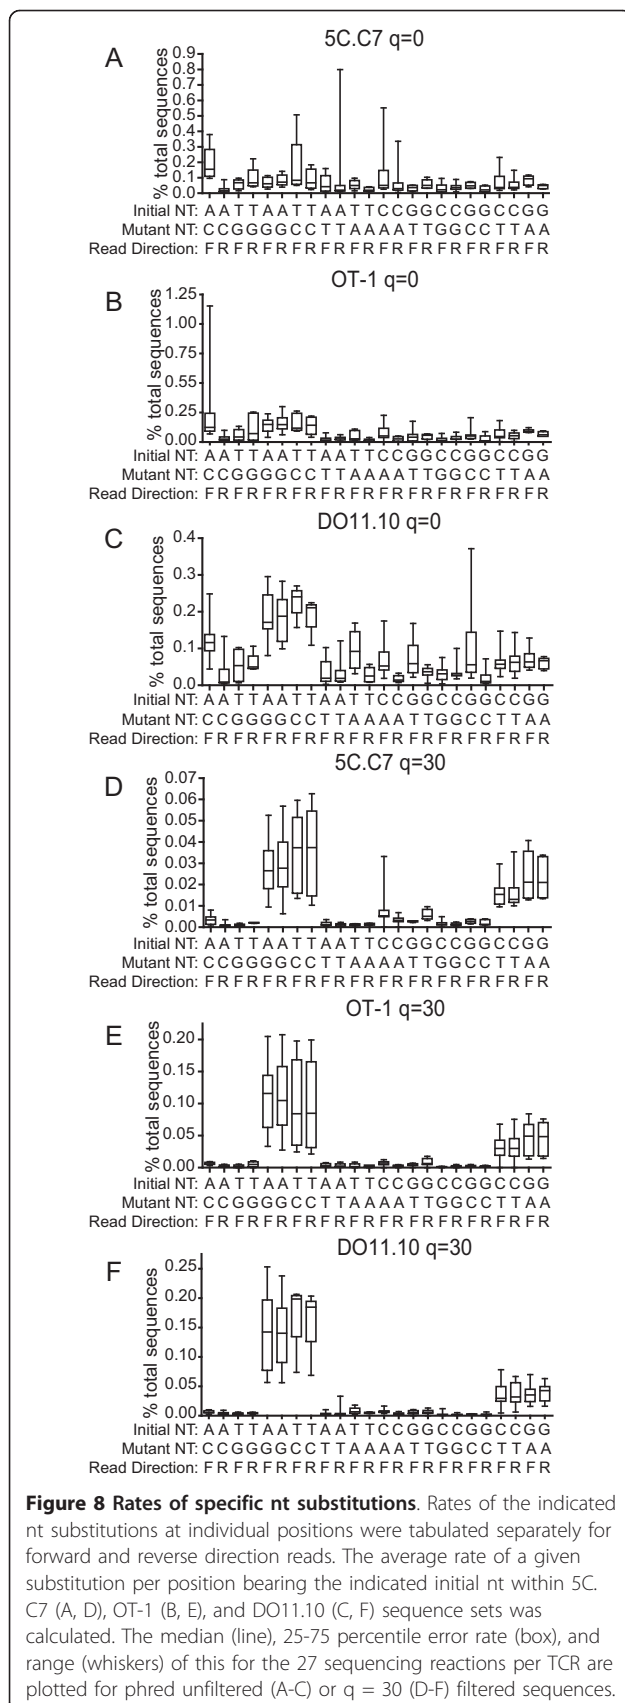 A
5C.C7 q=0
% total sequences
0.9
0.8
0.7
0.6
0.5
0.4
0.3
0.2
0.1
0.0
Initial NT: A A T T A A T T A A T T C C G G C C G G C C G G
Mutant NT: C C G G G G C C T T A A A A T T G G C C T T A A
Read Direction: F R F R F R F R F R F R F R F R F R F R F R F R
B
OT-1 q=0
% total sequences
1.25
1.00
0.75
0.55
0.25
0.00
Initial NT: A A T T A A T T A A T T C C G G C C G G C C G G
Mutant NT: C C G G G G C C T T A A A A T T G G C C T T A A
Read Direction: F R F R F R F R F R F R F R F R F R F R F R F R
C
DO11.10 q=0
% total sequences
0.4
0.3
0.2
0.1
0.0
Initial NT: A A T T A A T T A A T T C C G G C C G G C C G G
Mutant NT: C C G G G G C C T T A A A A T T G G C C T T A A
Read Direction: F R F R F R F R F R F R F R F R F R F R F R F R
D
5C.C7 q=30
% total sequences
0.07
0.06
0.05
0.04
0.03
0.02
0.01
0.00
Initial NT: A A T T A A T T A A T T C C G G C C G G C C G G
Mutant NT: C C G G G G C C T T A A A A T T G G C C T T A A
Read Direction: F R F R F R F R F R F R F R F R F R F R F R F R
E
OT-1 q=30
% total sequences
0.20
0.15
0.10
0.05
0.00
Initial NT: A A T T A A T T A A T T C C G G C C G G C C G G
Mutant NT: C C G G G G C C T T A A A A T T G G C C T T A A
Read Direction: F R F R F R F R F R F R F R F R F R F R F R F R
F
DO11.10 q=30
% total sequences
0.25
0.20
0.15
0.10
0.05
0.00
Initial NT: A A T T A A T T A A T T C C G G C C G G C C G G
Mutant NT: C C G G G G C C T T A A A A T T G G C C T T A A
Read Direction: F R F R F R F R F R F R F R F R F R F R F R F R
Figure 8 Rates of specific nt substitutions. Rates of the indicated
nt substitutions at individual positions were tabulated separately for
forward and reverse direction reads. The average rate of a given
substitution per position bearing the indicated initial nt within 5C.
C7 (A, D), OT-1 (B, E), and DO11.10 (C, F) sequence sets was
calculated. The median (line), 25-75 percentile error rate (box), and
range (whiskers) of this for the 27 sequencing reactions per TCR are
plotted for phred unfiltered (A-C) or q = 30 (D-F) filtered sequences.